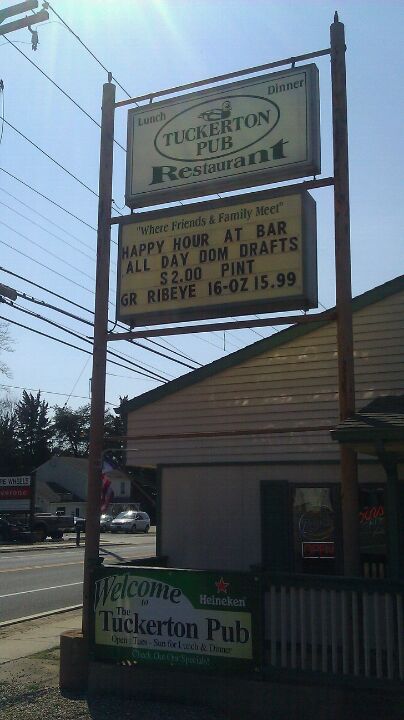 Lunch
Dinner
TUCKERTON
PUB
Restaurant
"Where Friends & Family Meet"
HAPPY HOUR AT BAR
ALL DAY DOM DRAFTS
$2.00 PINT
GR RIBEYE 16-OZ 15.99
Welcome
to
The
Heineken
Tuckerton Pub
Open Tues - Sun for Lunch & Dinner
Check Out Our Specials!
OPEN